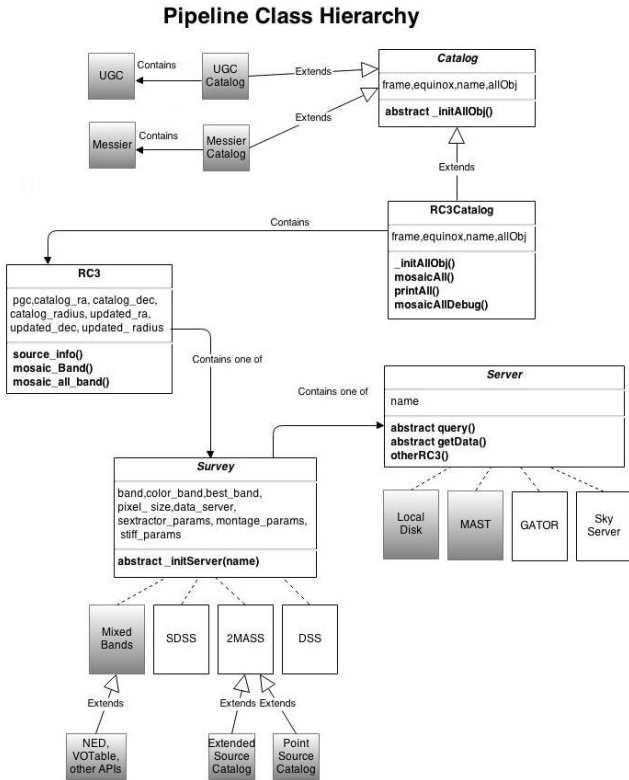 Pipeline Class Hierarchy
UGC
Contains
UGC
Catalog
Extends
Catalog
frame,equinox,name,allObj
abstract _initAllObj()
Messier
Contains
Messier
Catalog
Extends
Extends
RC3Catalog
frame,equinox,name,allObj
_initAllObj()
mosaicAll()
printAll()
mosaicAllDebug()
Contains
RC3
pgc,catalog_ra, catalog_dec,
catalog_radius, updated_ra,
updated_dec, updated_ radius
source_info()
mosaic_Band()
mosaic_all_band()
Contains one of
Contains one of
Server
name
abstract query()
abstract getData()
otherRC3()
Survey
band,color_band,best_band,
pixel_ size,data_server,
sextractor_params, montage_params,
stiff_params
abstract _initServer(name)
Local
Disk
MAST
GATOR
Sky
Server
Mixed
Bands
SDSS
2MASS
DSS
Extends
Extends
Extends
NED,
VOTable,
other APIs
Extended
Source
Catalog
Point
Source
Catalog